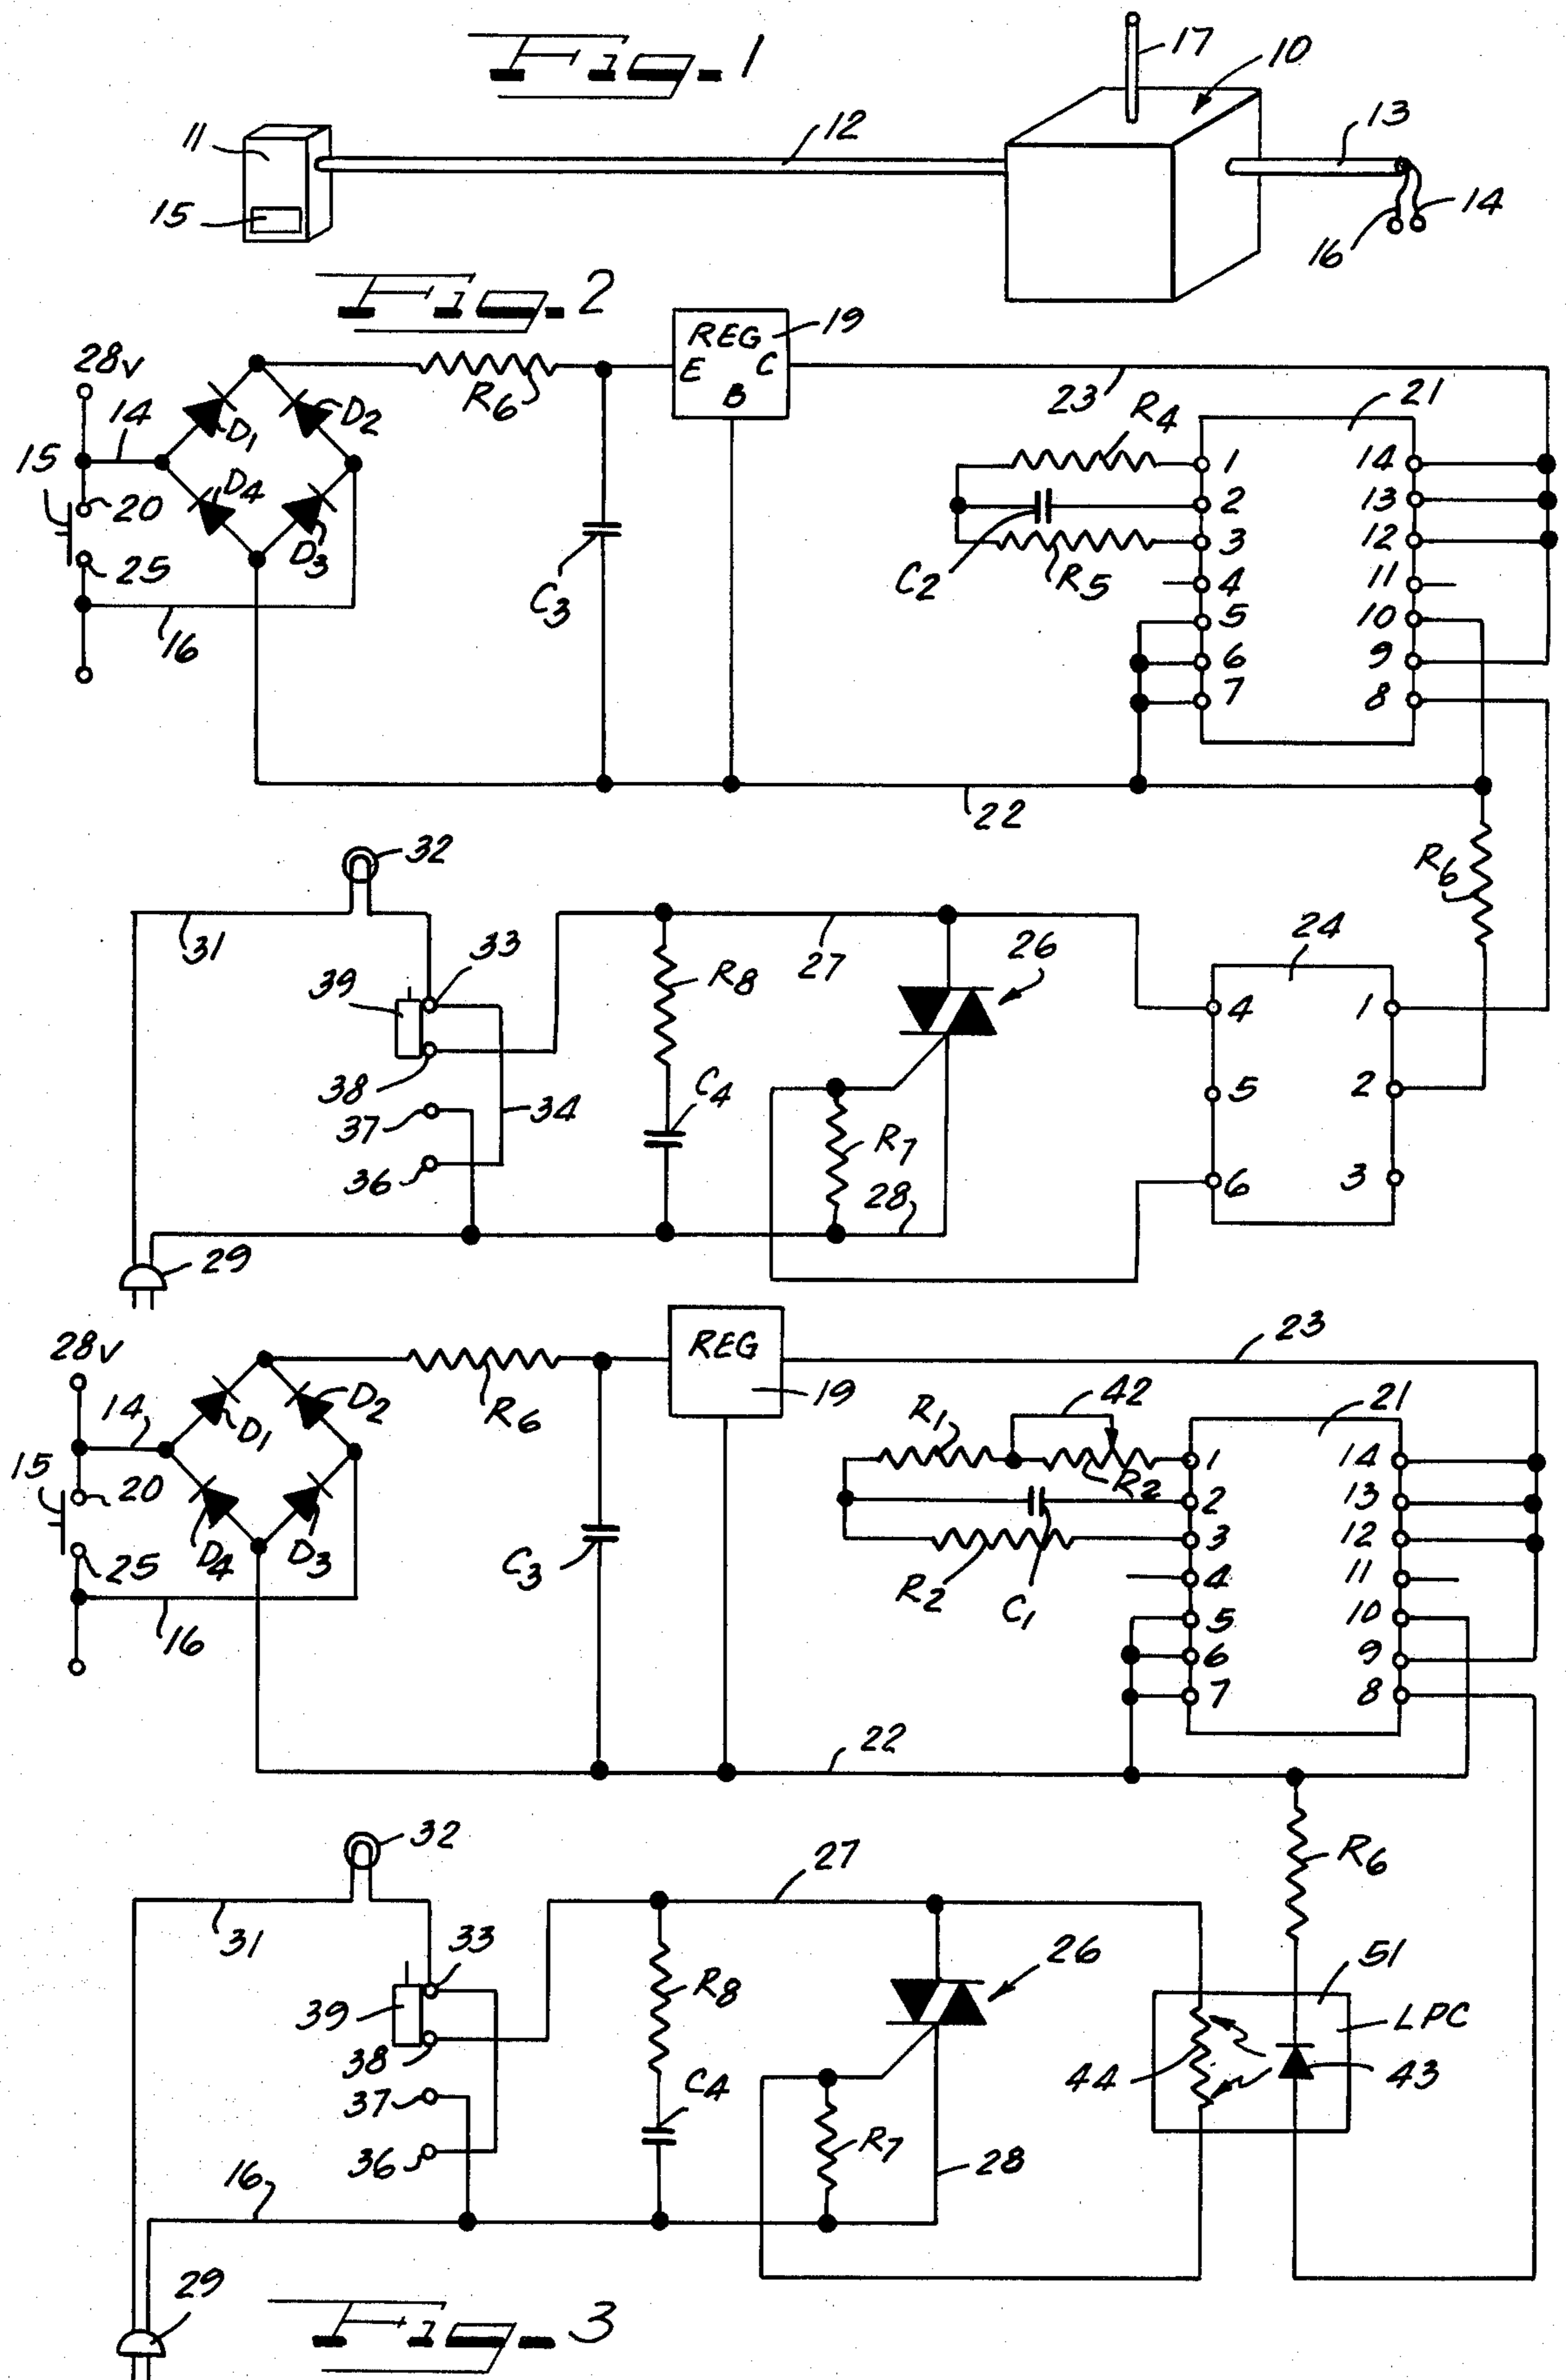 Fig-1
17
10
11
12
13
15
16
14
Fig-2
28v
REG
E
C
B
19
R6
23
D1
D2
14
15
20
D4
D3
25
16
C3
R4
21
C2
R5
1
2
3
4
5
6
7
14
13
12
11
10
9
8
22
R6
32
31
33
39
38
37
34
36
R8
C4
27
26
R7
28
24
4
5
6
1
2
3
29
28v
REG
19
R6
23
14
D1
D2
15
20
D4
D3
25
16
C3
R1
42
21
R2
R2
C1
1
2
3
4
5
6
7
14
13
12
11
10
9
8
22
R6
32
31
33
39
38
37
36
R8
C4
27
26
R7
28
51
LPC
44
43
16
29
Fig-3